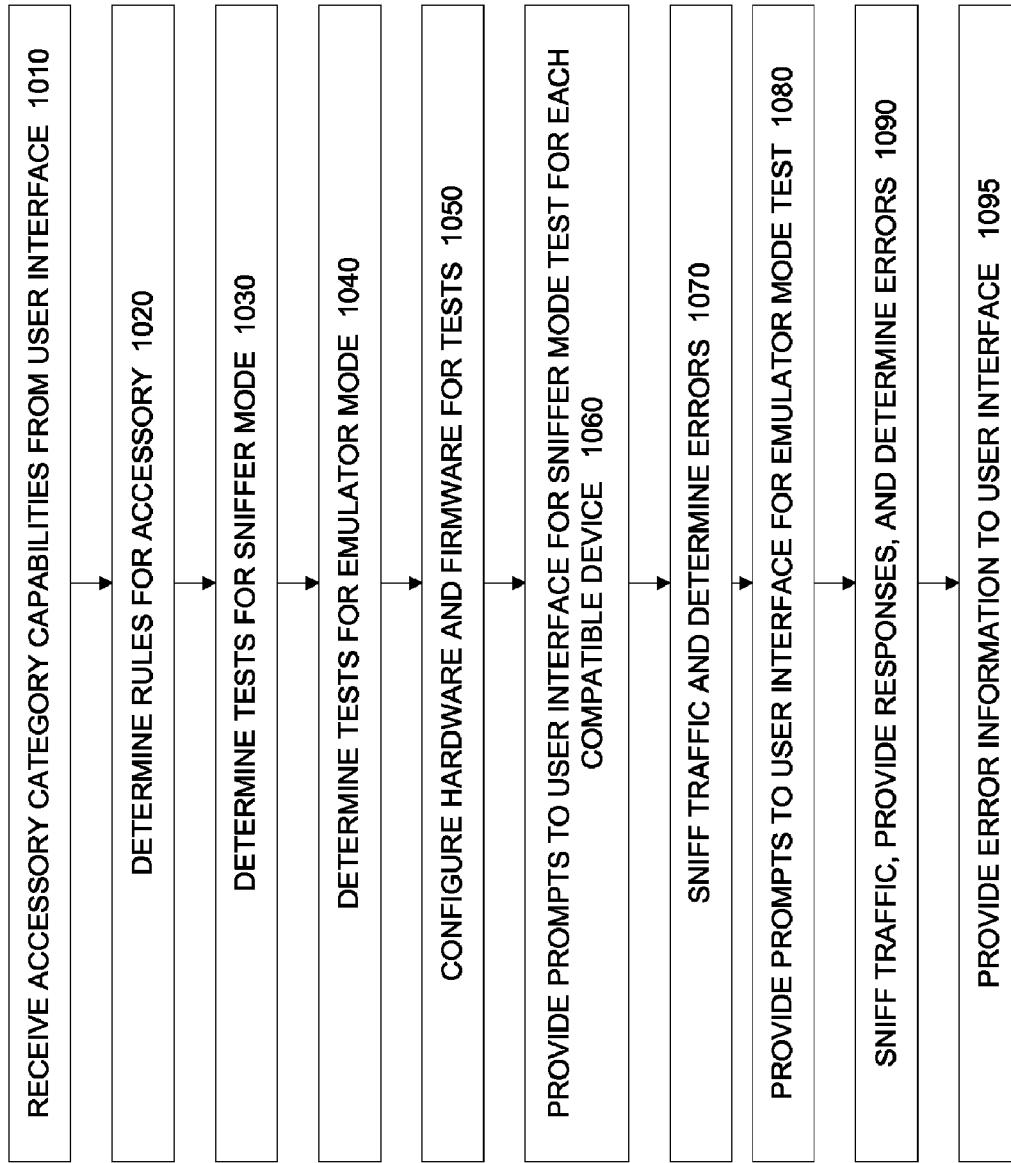 RECEIVE ACCESSORY CATEGORY CAPABILITIES FROM USER INTERFACE 1010
DETERMINE RULES FOR ACCESSORY 1020
DETERMINE TESTS FOR SNIFFER MODE 1030
DETERMINE TESTS FOR EMULATOR MODE 1040
CONFIGURE HARDWARE AND FIRMWARE FOR TESTS 1050
PROVIDE PROMPTS TO USER INTERFACE FOR SNIFFER MODE TEST FOR EACH
COMPATIBLE DEVICE 1060
SNIFF TRAFFIC AND DETERMINE ERRORS 1070
PROVIDE PROMPTS TO USER INTERFACE FOR EMULATOR MODE TEST 1080
SNIFF TRAFFIC, PROVIDE RESPONSES, AND DETERMINE ERRORS 1090
PROVIDE ERROR INFORMATION TO USER INTERFACE 1095